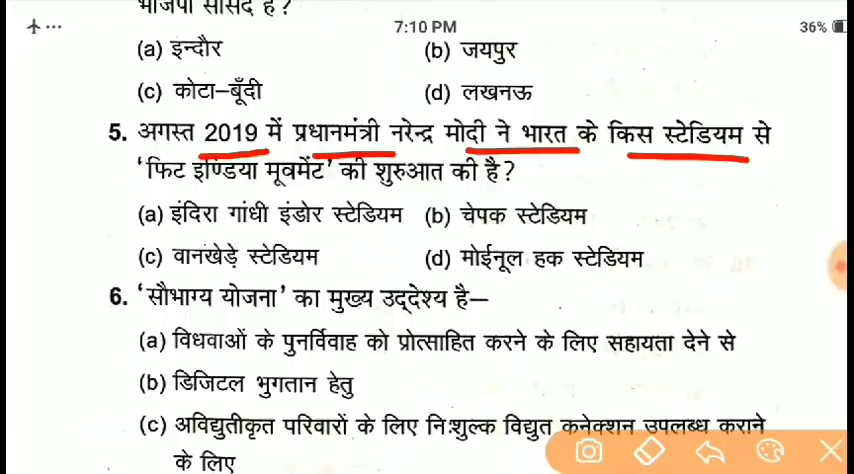 भाजपा सांसद हैं?
7:10 PM
36%
(a) इन्दौर (b) जयपुर
(c) कोटा–बूँदी (d) लखनऊ
5. अगस्त 2019 में प्रधानमंत्री नरेन्द्र मोदी ने भारत के किस स्टेडियम से
‘फिट इण्डिया मूवमेंट’ की शुरुआत की है?
(a) इंदिरा गांधी इंडोर स्टेडियम (b) चेपक स्टेडियम
(c) वानखेड़े स्टेडियम (d) मोईनूल हक स्टेडियम
6. ‘सौभाग्य योजना’ का मुख्य उद्देश्य है—
(a) विधवाओं के पुनर्विवाह को प्रोत्साहित करने के लिए सहायता देने से
(b) डिजिटल भुगतान हेतु
(c) अविद्युतीकृत परिवारों के लिए निःशुल्क विद्युत कनेक्शन उपलब्ध कराने
के लिए